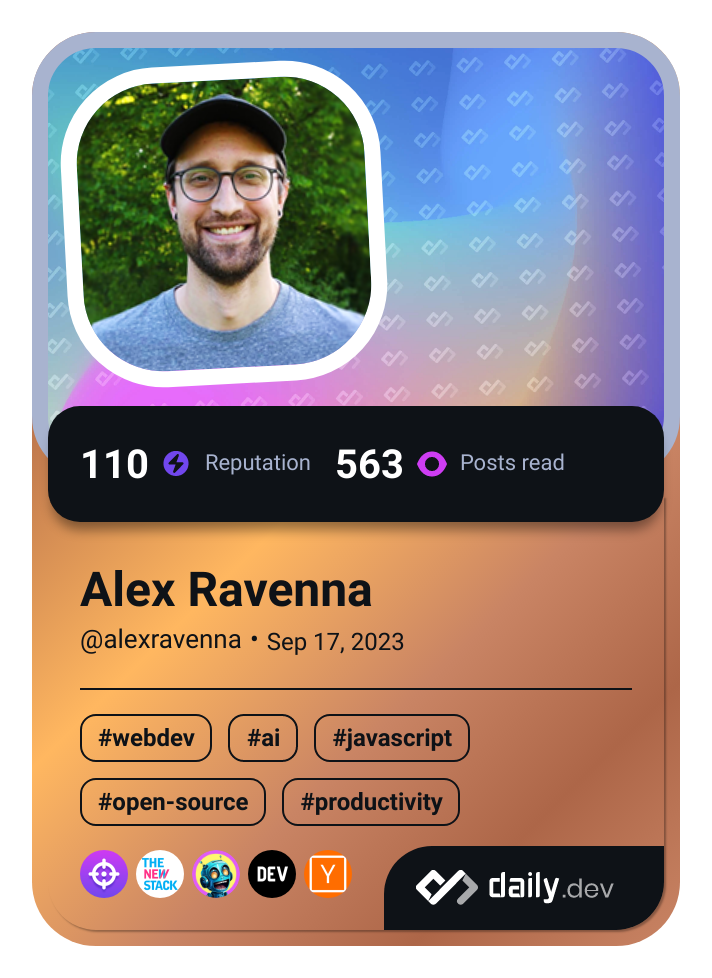 110 Reputation 563 Posts read
Alex Ravenna
@alexravenna • Sep 17, 2023
#webdev #ai #javascript
#open-source #productivity
THE NEW STACK DEV Y
daily.dev